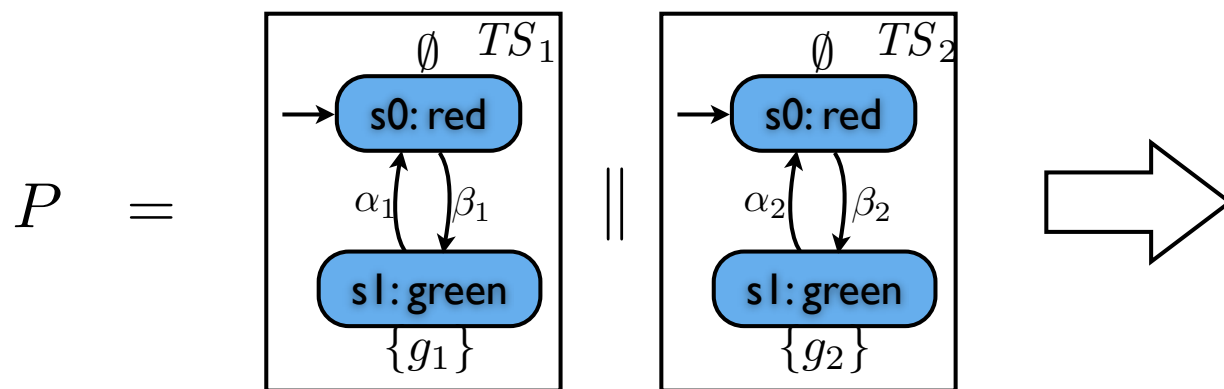 ∅ TS₁ ∅ TS₂
s0: red s0: red
P = α₁ β₁ ∥ α₂ β₂
s1: green s1: green
{g₁} {g₂}